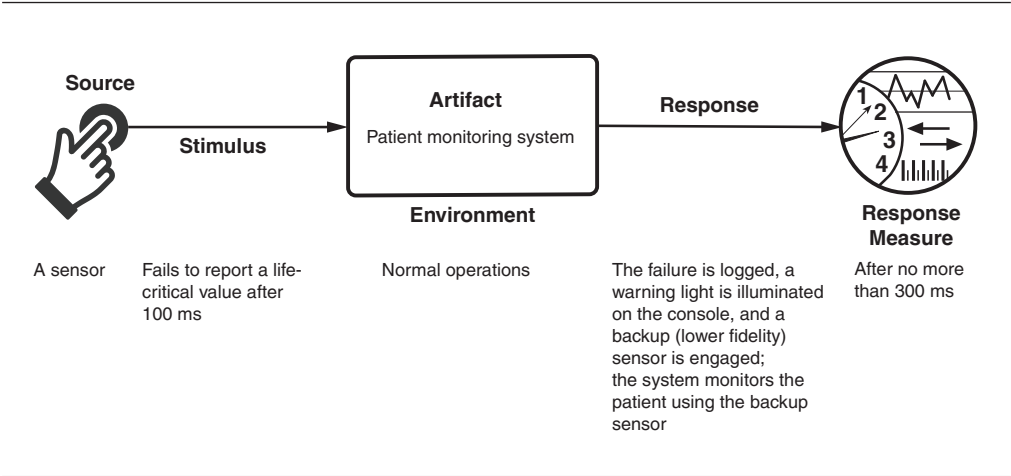 Source
Stimulus
Artifact
Patient monitoring system
Environment
Response
1
2
3
4
Response
Measure
A sensor
Fails to report a life-
critical value after
100 ms
Normal operations
The failure is logged, a
warning light is illuminated
on the console, and a
backup (lower fidelity)
sensor is engaged;
the system monitors the
patient using the backup
sensor
After no more
than 300 ms